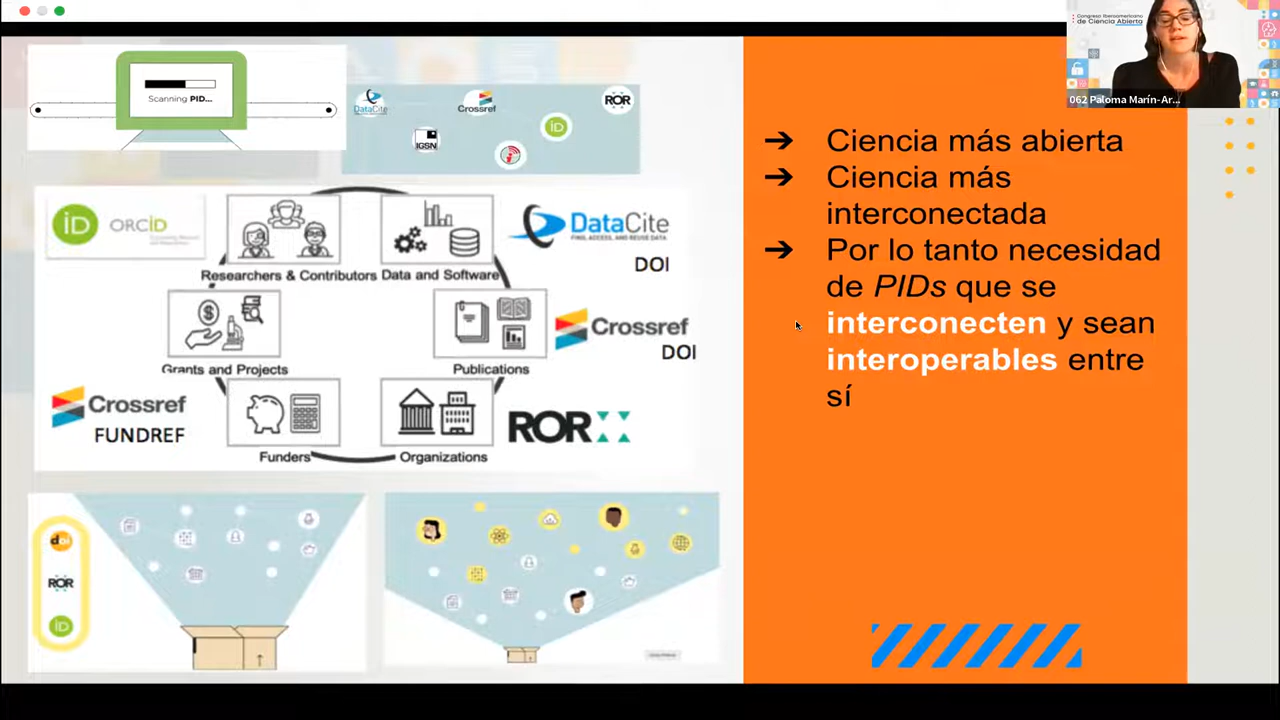 Congreso Iberoamericano
de Ciencia Abierta
062 Paloma Marín-Ar...
Scanning PID...
DataCite
Crossref
ROR
iD
IGSN
➔ Ciencia más abierta
➔ Ciencia más
interconectada
➔ Por lo tanto necesidad
de PIDs que se
interconecten y sean
interoperables entre
sí
iD ORCID
Researchers & Contributors
Data and Software
DataCite
FIND, ACCESS, AND REUSE DATA
DOI
Grants and Projects
Publications
Crossref
DOI
Crossref
FUNDREF
Funders
Organizations
ROR
doi
ROR
iD